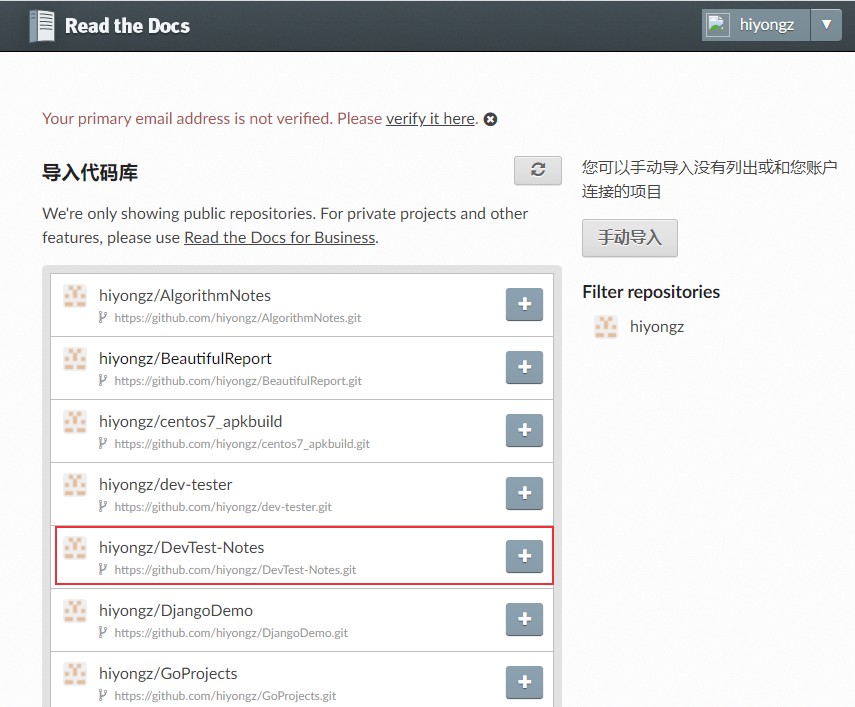 Read the Docs
hiyongz
Your primary email address is not verified. Please verify it here.
导入代码库
We're only showing public repositories. For private projects and other
features, please use Read the Docs for Business.
hiyongz/AlgorithmNotes
https://github.com/hiyongz/AlgorithmNotes.git
hiyongz/BeautifulReport
https://github.com/hiyongz/BeautifulReport.git
hiyongz/centos7_apkbuild
https://github.com/hiyongz/centos7_apkbuild.git
hiyongz/dev-tester
https://github.com/hiyongz/dev-tester.git
hiyongz/DevTest-Notes
https://github.com/hiyongz/DevTest-Notes.git
hiyongz/DjangoDemo
https://github.com/hiyongz/DjangoDemo.git
hiyongz/GoProjects
https://github.com/hiyongz/GoProjects.git
您可以手动导入没有列出或和您账户
连接的项目
手动导入
Filter repositories
hiyongz